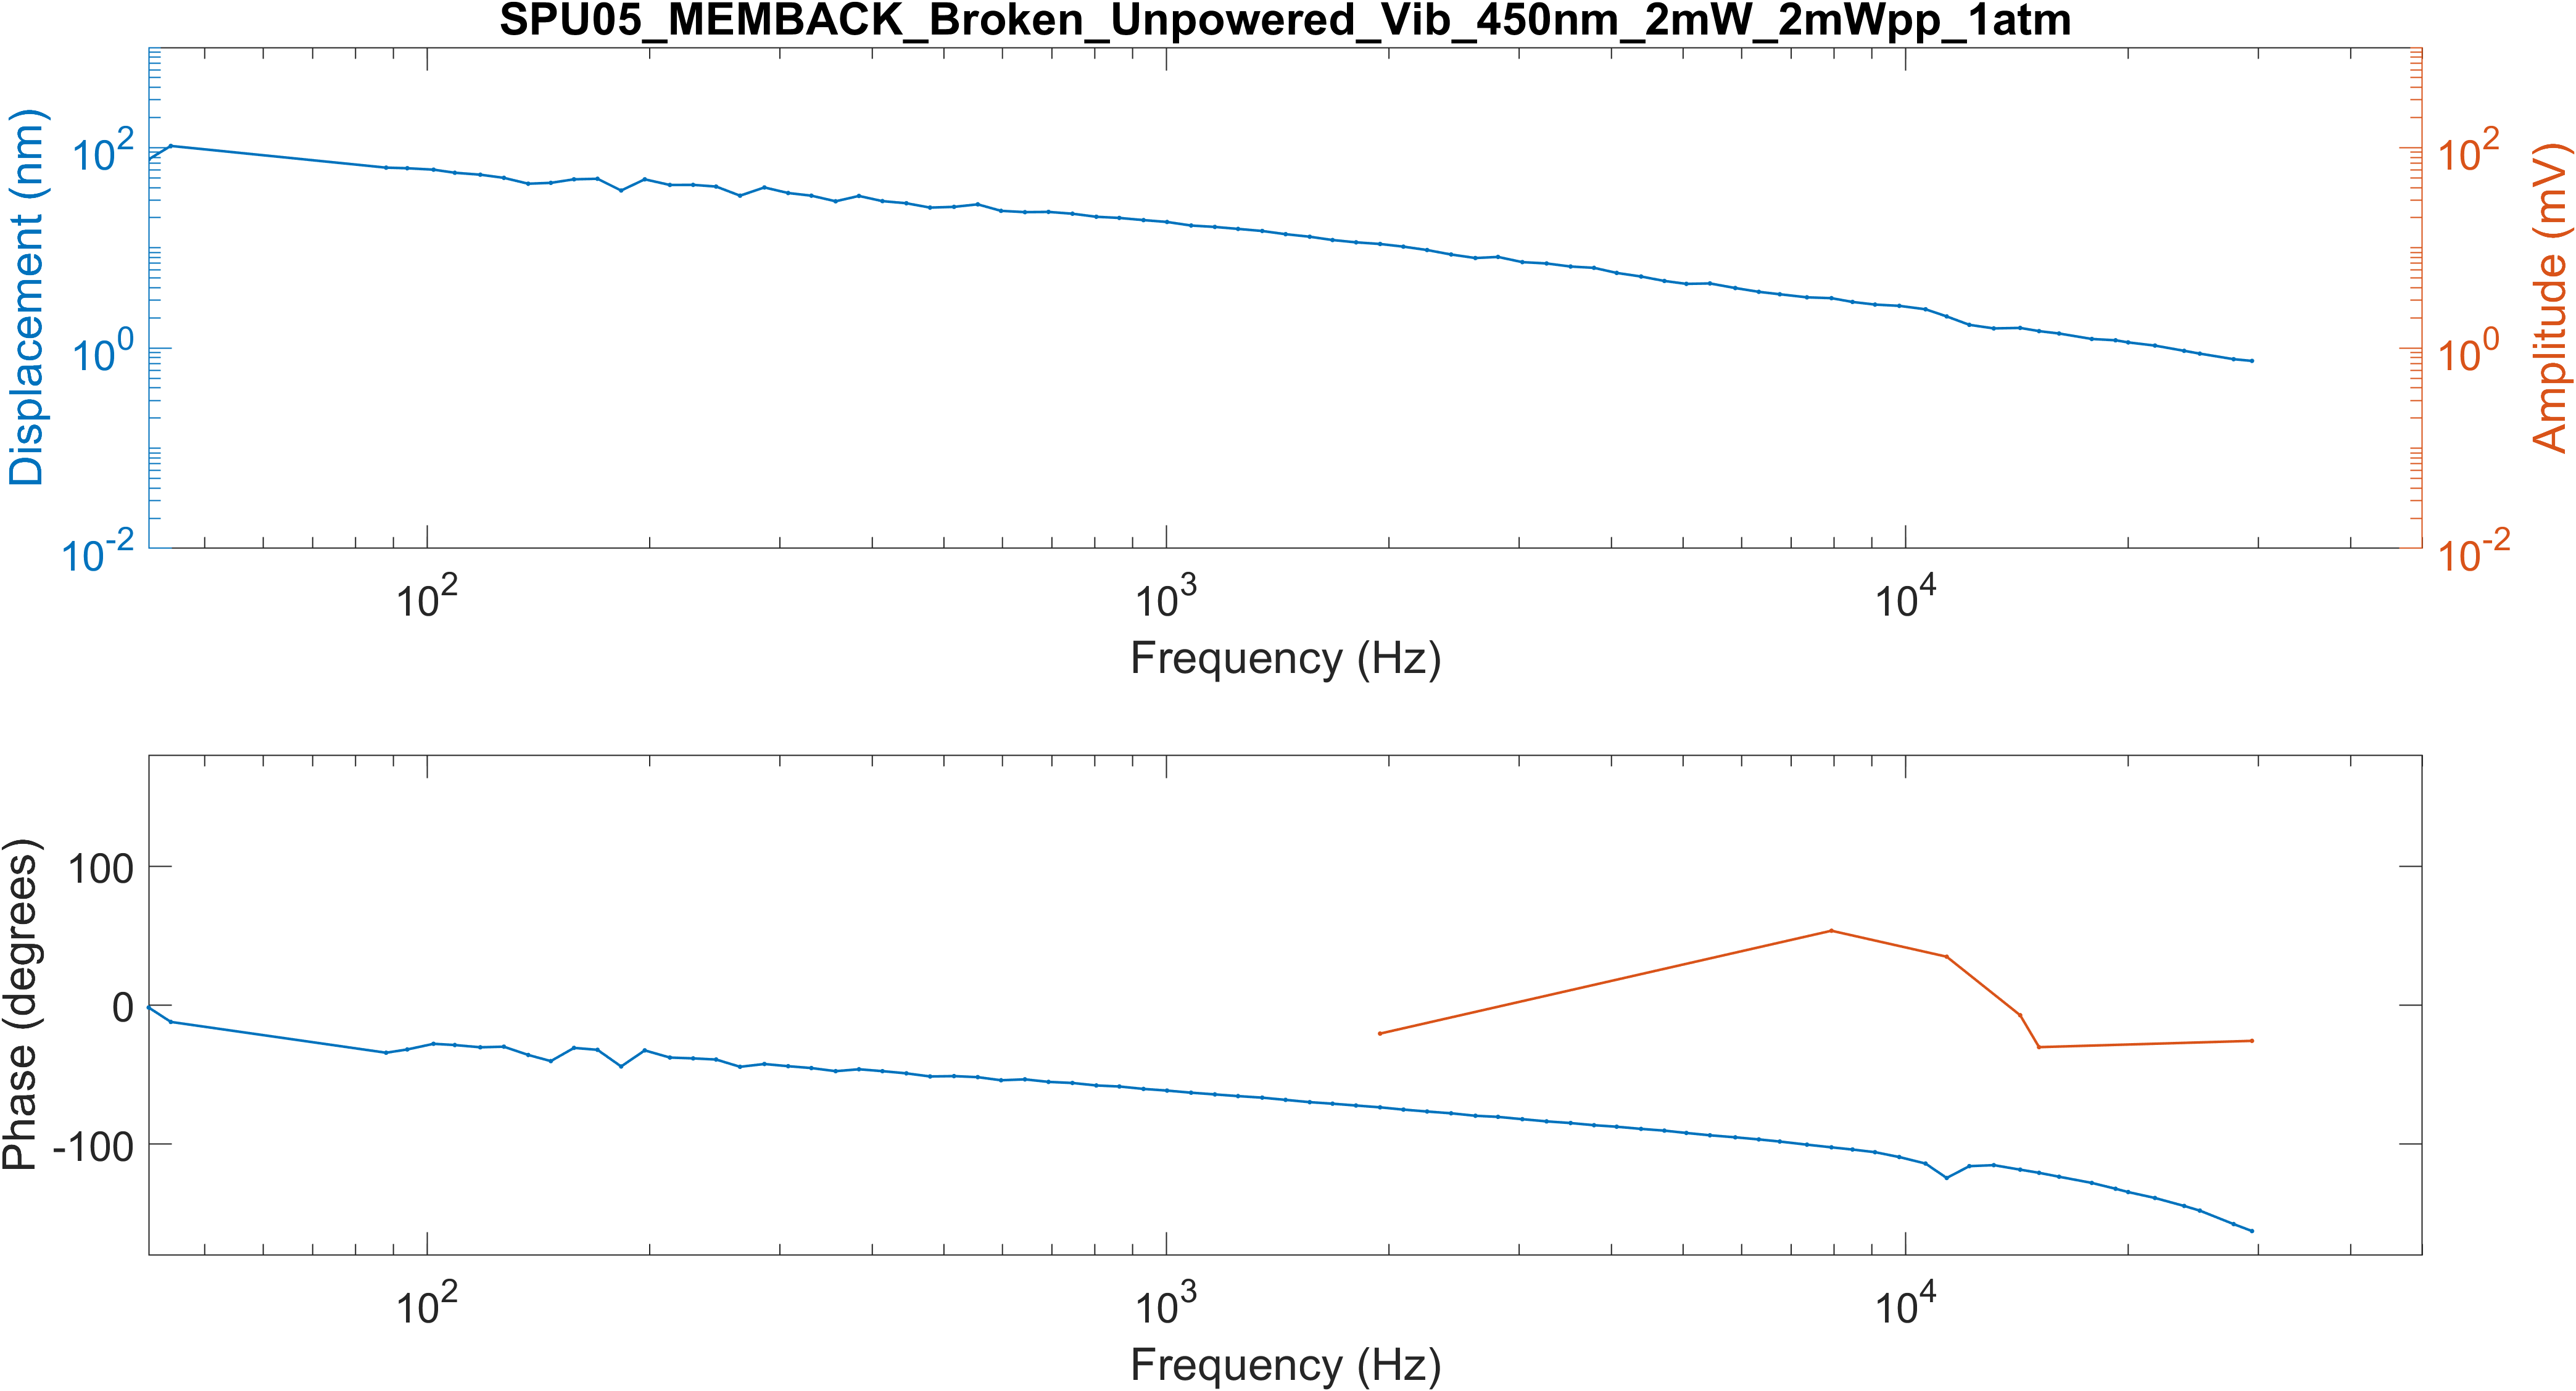 SPU05_MEMBACK_Broken_Unpowered_Vib_450nm_2mW_2mWpp_1atm
Displacement (nm)
10^2
10^0
10^-2
Amplitude (mV)
10^2
10^0
10^-2
10^2 10^3 10^4
Frequency (Hz)
Phase (degrees)
100
0
-100
10^2 10^3 10^4
Frequency (Hz)